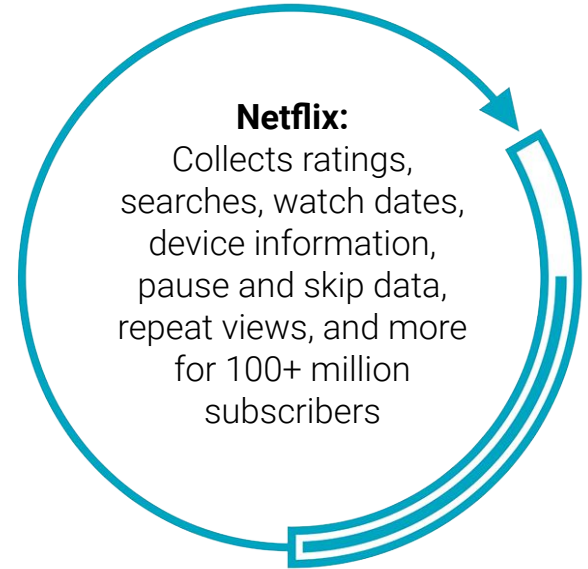 Netflix:
Collects ratings,
searches, watch dates,
device information,
pause and skip data,
repeat views, and more
for 100+ million
subscribers